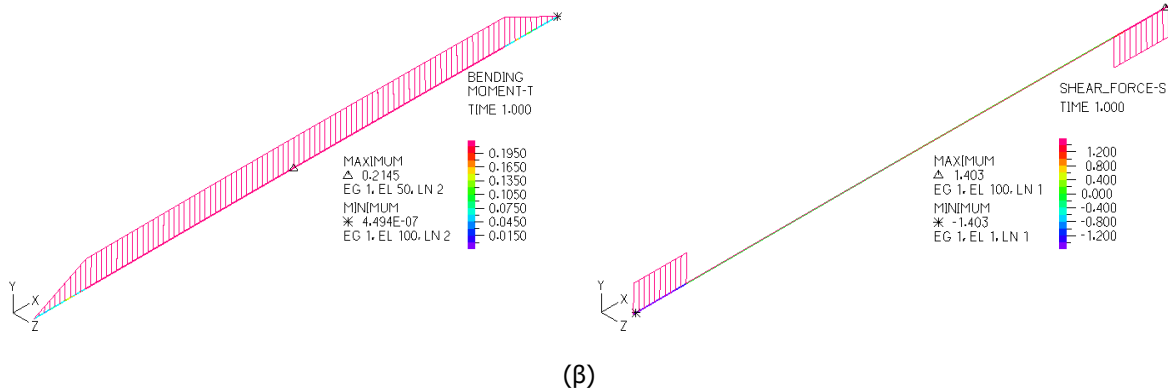 BENDING
MOMENT-T
TIME 1.000
MAXIMUM
△ 0.2145
EG 1, EL 50, LN 2
MINIMUM
✳ 4.494E-07
EG 1, EL 100, LN 2
0.1950
0.1650
0.1350
0.1050
0.0750
0.0450
0.0150
Y
X
Z
SHEAR_FORCE-S
TIME 1.000
MAXIMUM
△ 1.403
EG 1, EL 100, LN 1
MINIMUM
✳ -1.403
EG 1, EL 1, LN 1
1.200
0.800
0.400
0.000
-0.400
-0.800
-1.200
Y
X
Z
(β)